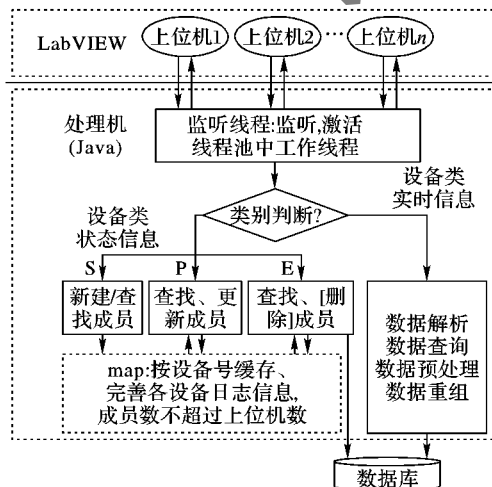 LabVIEW
上位机1
上位机2
…
上位机n
处理机
(Java)
监听线程:监听,激活
线程池中工作线程
设备类
实时信息
类别判断?
设备类
状态信息
S
P
E
新建/查
找成员
查找、更
新成员
查找、[删
除]成员
数据解析
数据查询
数据预处理
数据重组
map:按设备号缓存、
完善各设备日志信息,
成员数不超过上位机数
数据库